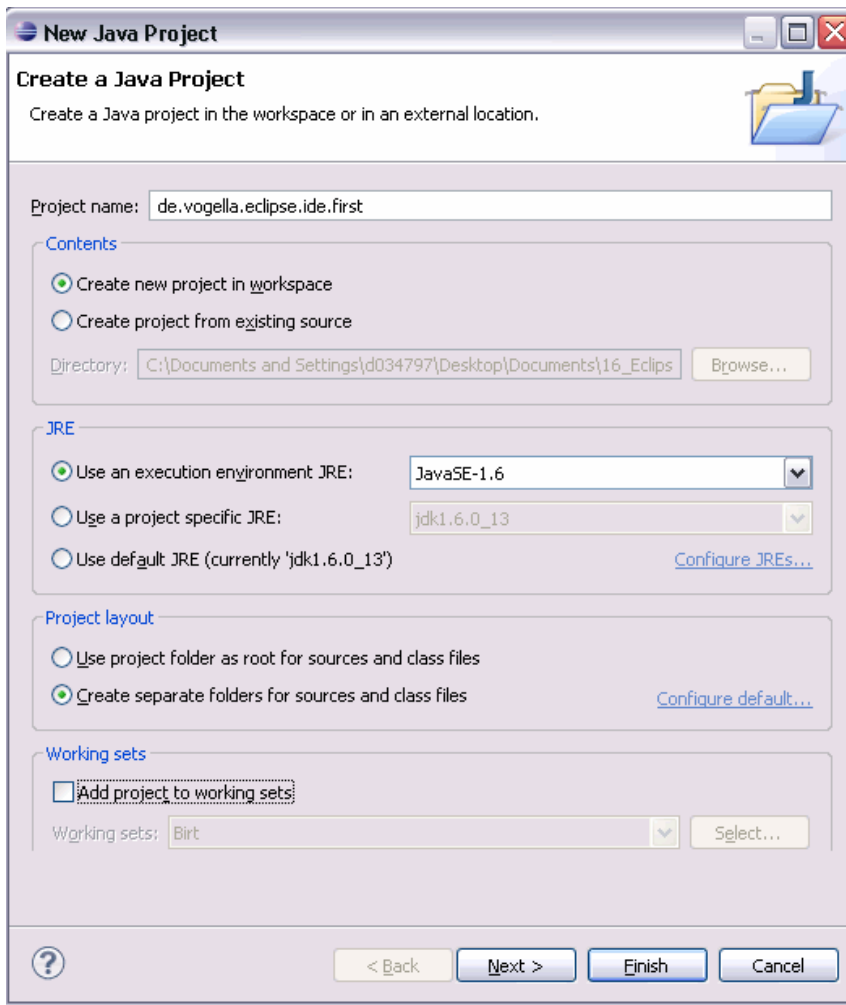 New Java Project
Create a Java Project
Create a Java project in the workspace or in an external location.
Project name: de.vogella.eclipse.ide.first
Contents
Create new project in workspace
Create project from existing source
Directory: C:\Documents and Settings\d034797\Desktop\Documents\16_Eclips Browse...
JRE
Use an execution environment JRE: JavaSE-1.6
Use a project specific JRE: jdk1.6.0_13
Use default JRE (currently 'jdk1.6.0_13') Configure JREs...
Project layout
Use project folder as root for sources and class files
Create separate folders for sources and class files Configure default...
Working sets
Add project to working sets
Working sets: Birt Select...
? < Back Next > Finish Cancel